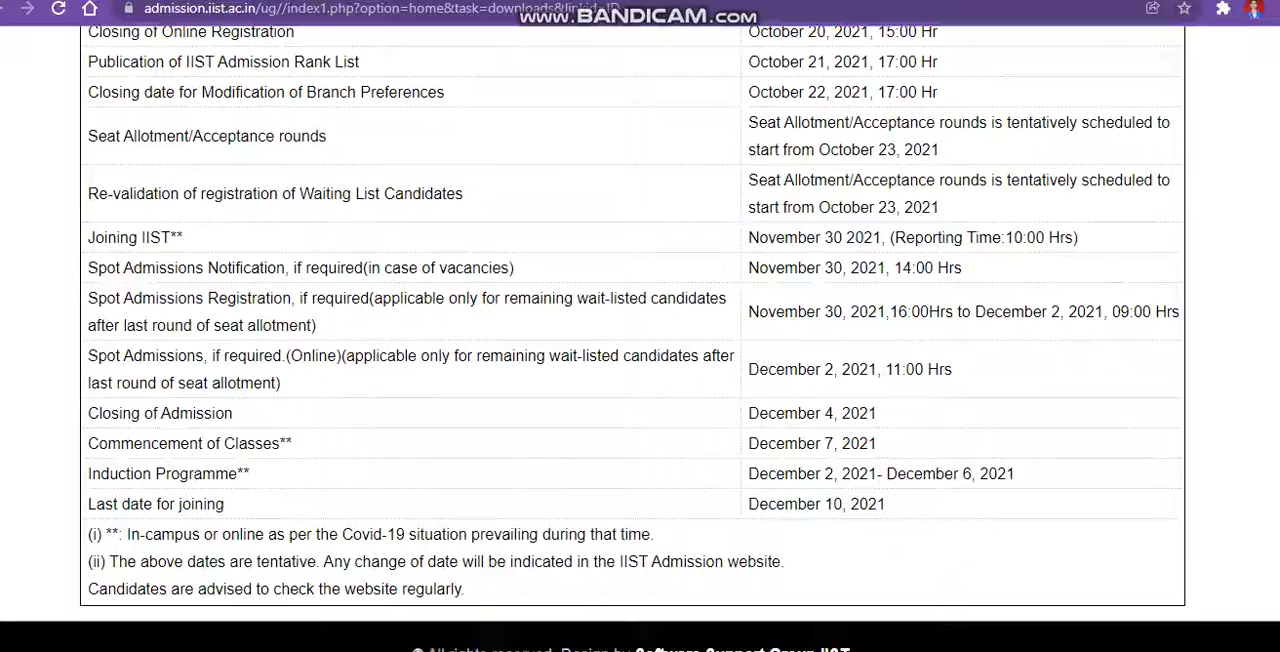 admission.iist.ac.in/ug//index1.php?option=home&task=downloads&linkid=ID
www.BANDICAM.com
Closing of Online Registration October 20, 2021, 15:00 Hr
Publication of IIST Admission Rank List October 21, 2021, 17:00 Hr
Closing date for Modification of Branch Preferences October 22, 2021, 17:00 Hr
Seat Allotment/Acceptance rounds
Seat Allotment/Acceptance rounds is tentatively scheduled to
start from October 23, 2021
Re-validation of registration of Waiting List Candidates
Seat Allotment/Acceptance rounds is tentatively scheduled to
start from October 23, 2021
Joining IIST** November 30 2021, (Reporting Time:10:00 Hrs)
Spot Admissions Notification, if required(in case of vacancies) November 30, 2021, 14:00 Hrs
Spot Admissions Registration, if required(applicable only for remaining wait-listed candidates
after last round of seat allotment)
November 30, 2021,16:00Hrs to December 2, 2021, 09:00 Hrs
Spot Admissions, if required.(Online)(applicable only for remaining wait-listed candidates after
last round of seat allotment)
December 2, 2021, 11:00 Hrs
Closing of Admission December 4, 2021
Commencement of Classes** December 7, 2021
Induction Programme** December 2, 2021- December 6, 2021
Last date for joining December 10, 2021
(i) **: In-campus or online as per the Covid-19 situation prevailing during that time.
(ii) The above dates are tentative. Any change of date will be indicated in the IIST Admission website.
Candidates are advised to check the website regularly.
© All rights reserved. Design by Software Support Group IIST